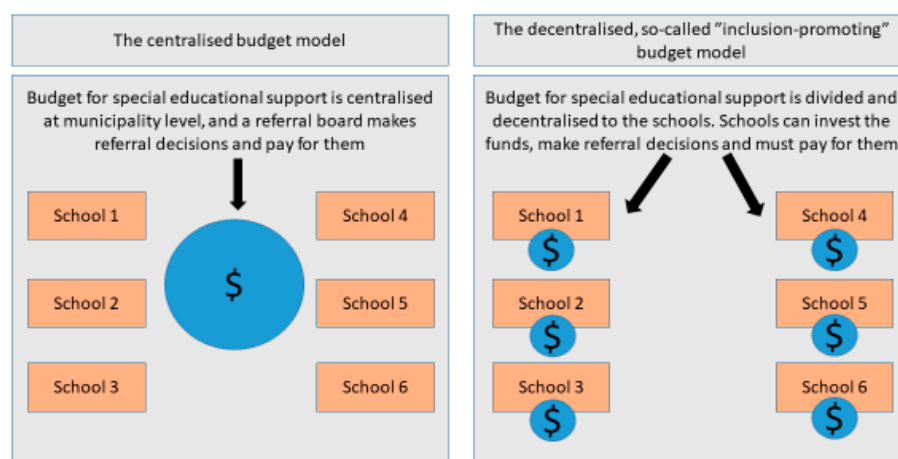 The centralised budget model
Budget for special educational support is centralised
at municipality level, and a referral board makes
referral decisions and pay for them
School 1
School 4
$
School 2
School 5
School 3
School 6
The decentralised, so-called ”inclusion-promoting”
budget model
Budget for special educational support is divided and
decentralised to the schools. Schools can invest the
funds, make referral decisions and must pay for them
School 1
School 4
$
$
School 2
School 5
$
$
School 3
School 6
$
$